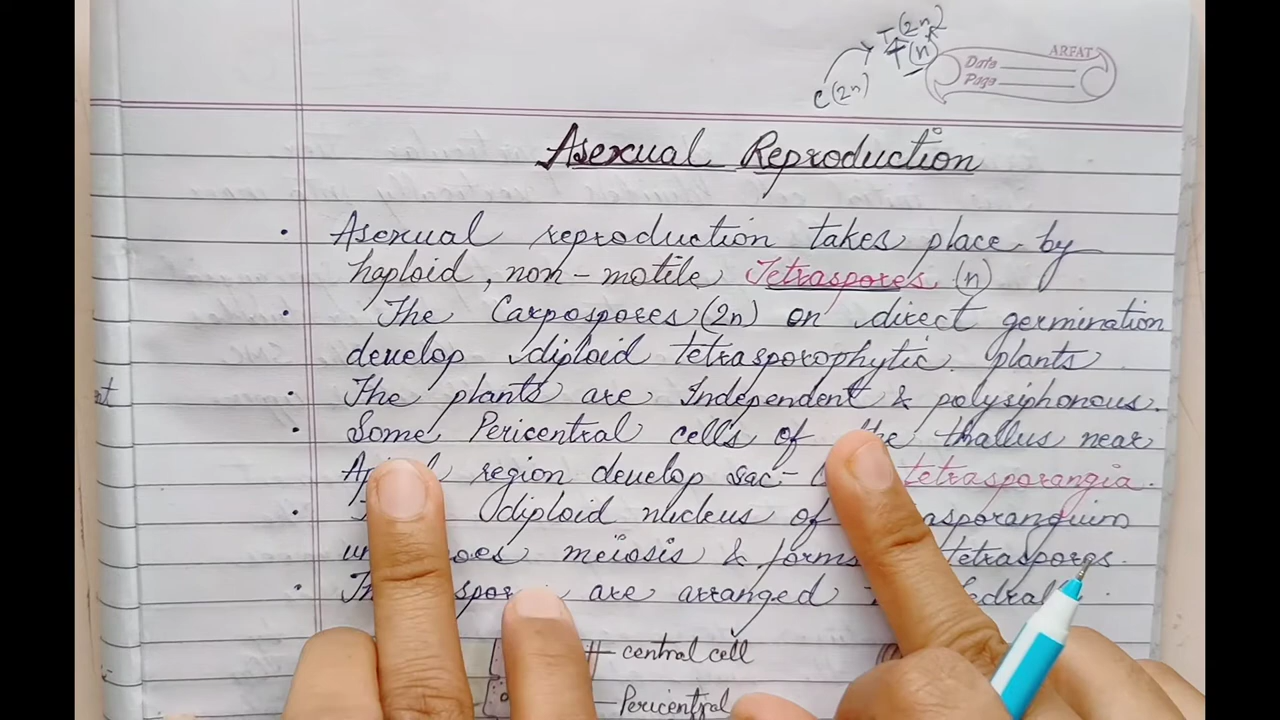 T(2n)
T(n)
C(2n)
ARFAT
Date
Page
Asexual Reproduction
• Asexual reproduction takes place by
haploid, non-motile Tetraspores (n)
• The Carpospores (2n) on direct germination
develop diploid tetrasporophytic plants
• The plants are Independent & polysiphonous.
• Some Pericentral cells of the thallus near
region develop sac- tetrasporangia.
• diploid nucleus of
meiosis & forms tetraspores.
• are arranged
central cell
Pericentral